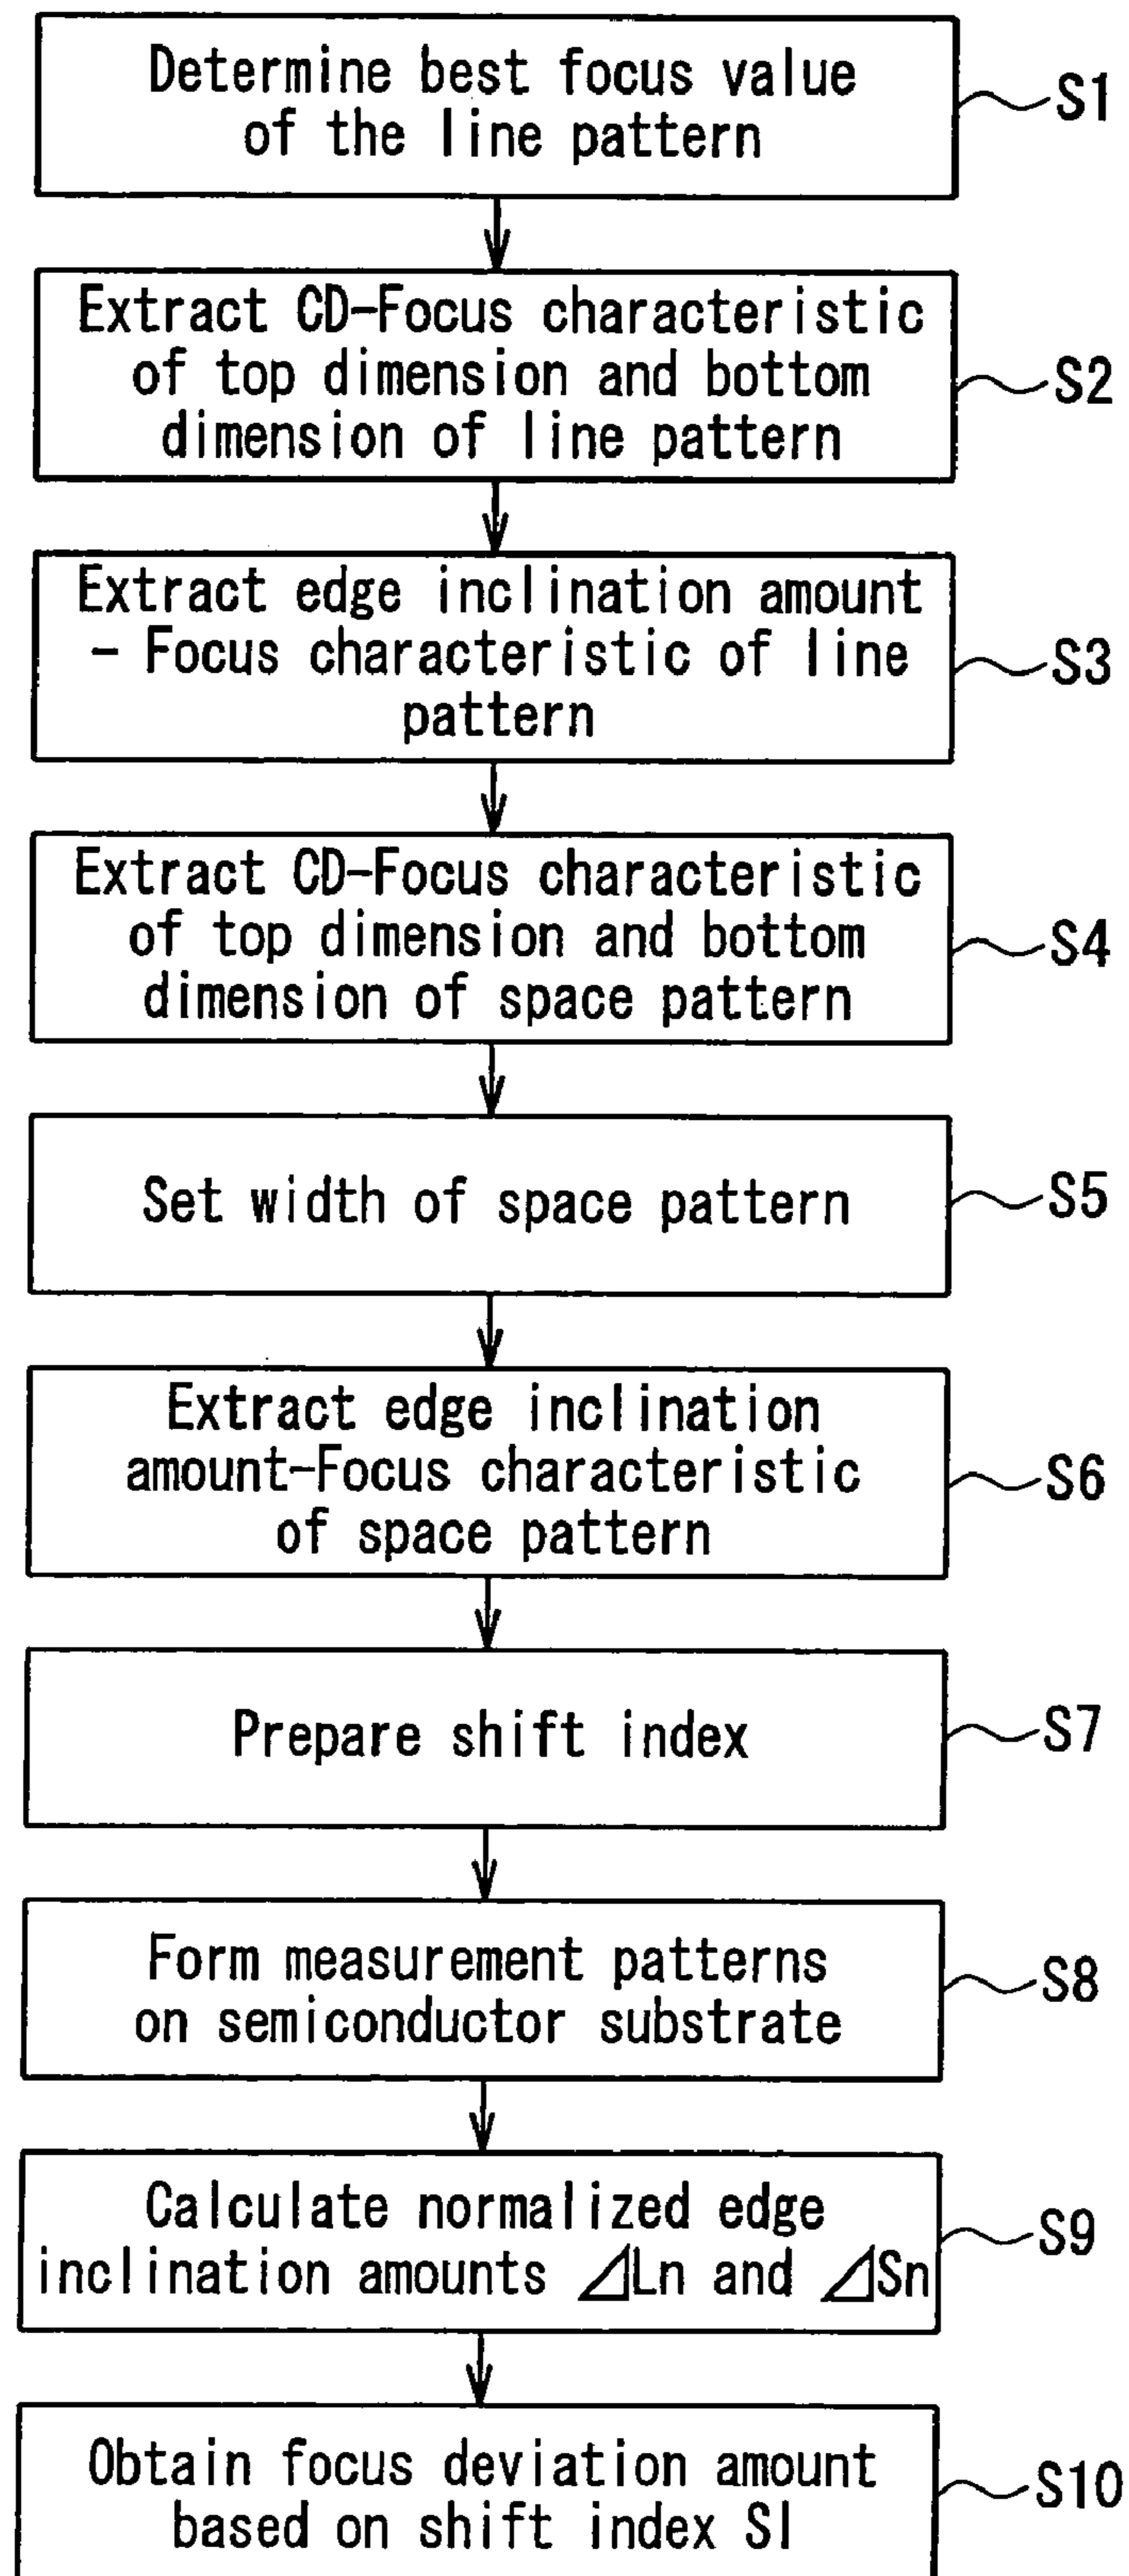 Determine best focus value
of the line pattern
S1
Extract CD-Focus characteristic
of top dimension and bottom
dimension of line pattern
S2
Extract edge inclination amount
- Focus characteristic of line
pattern
S3
Extract CD-Focus characteristic
of top dimension and bottom
dimension of space pattern
S4
Set width of space pattern
S5
Extract edge inclination
amount-Focus characteristic
of space pattern
S6
Prepare shift index
S7
Form measurement patterns
on semiconductor substrate
S8
Calculate normalized edge
inclination amounts ⊿Ln and ⊿Sn
S9
Obtain focus deviation amount
based on shift index SI
S10